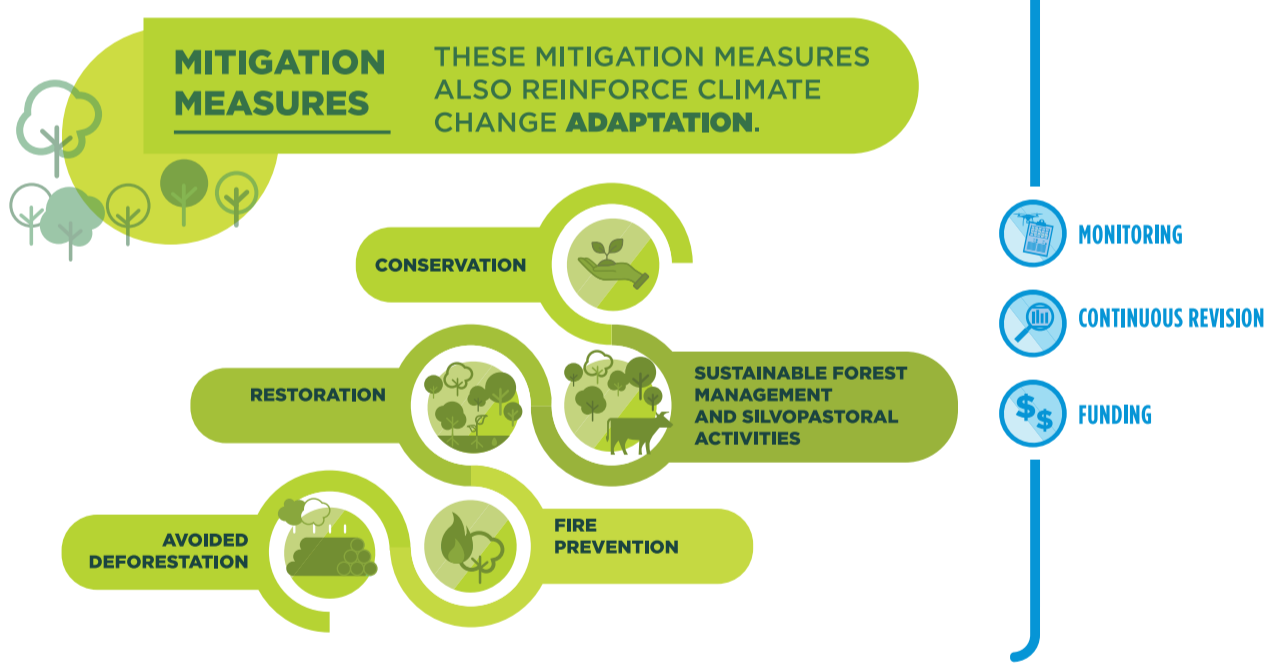 MITIGATION
MEASURES
THESE MITIGATION MEASURES
ALSO REINFORCE CLIMATE
CHANGE ADAPTATION.
CONSERVATION
RESTORATION
SUSTAINABLE FOREST
MANAGEMENT
AND SILVOPASTORAL
ACTIVITIES
AVOIDED
DEFORESTATION
FIRE
PREVENTION
MONITORING
CONTINUOUS REVISION
$$
FUNDING